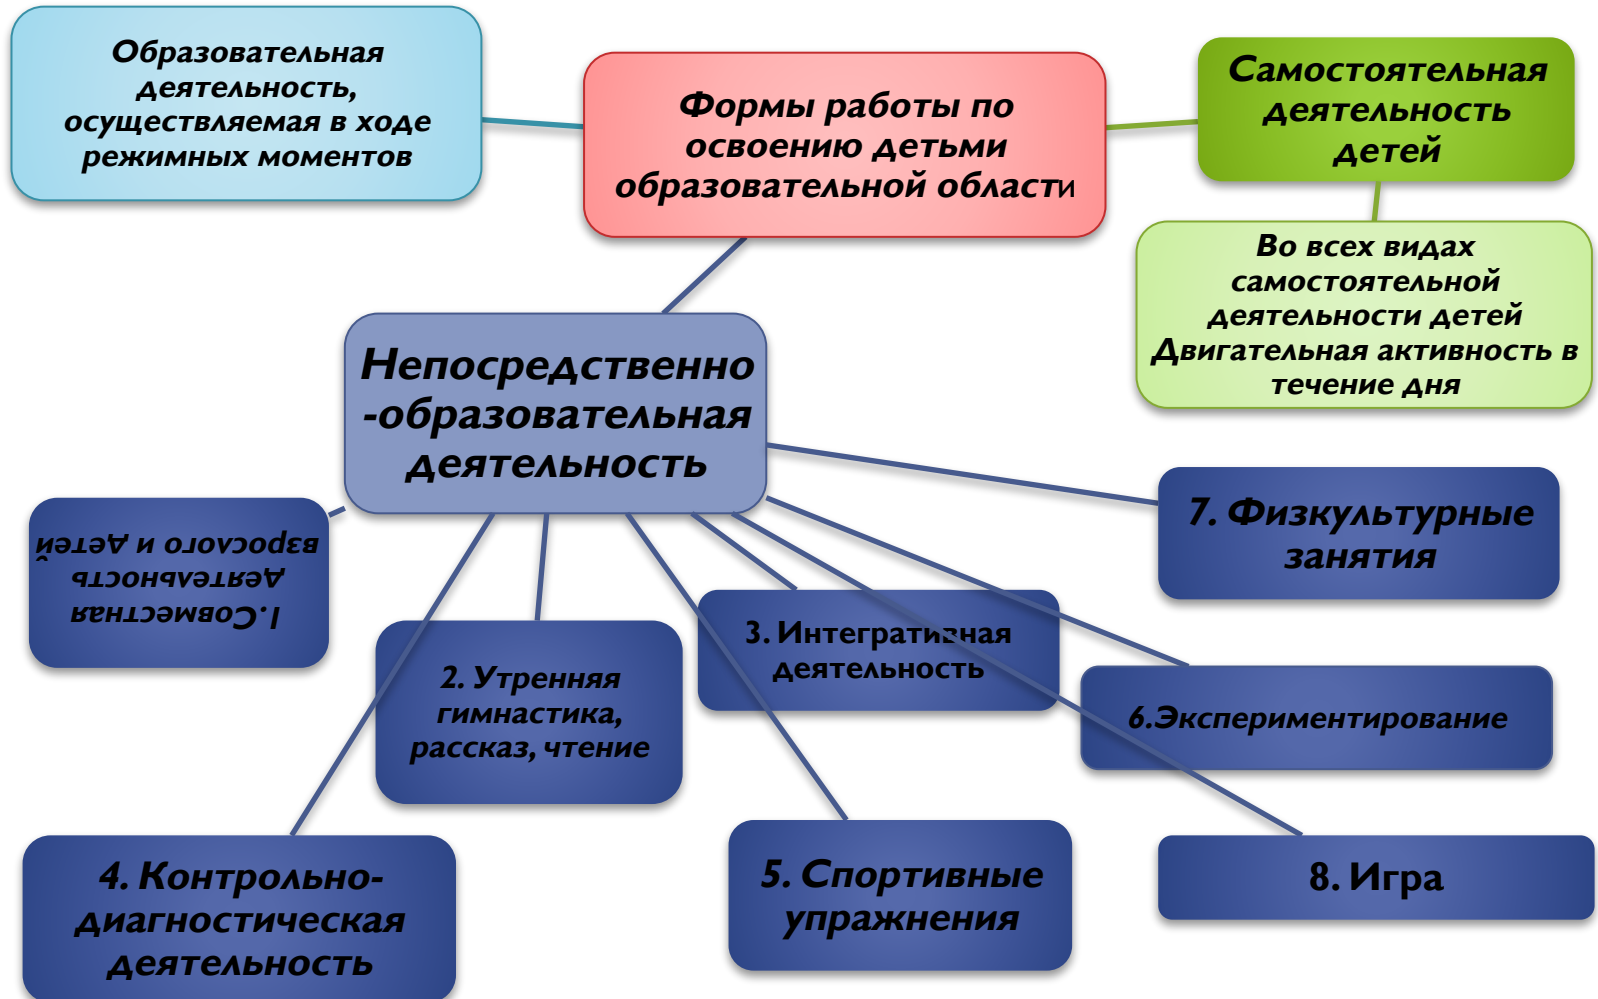 Образовательная
деятельность,
осуществляемая в ходе
режимных моментов
Формы работы по
освоению детьми
образовательной области
Самостоятельная
деятельность
детей
Во всех видах
самостоятельной
деятельности детей
Двигательная активность в
течение дня
Непосредственно
-образовательная
деятельность
1.Совместная
деятельность
взрослого и детей
2. Утренняя
гимнастика,
рассказ, чтение
3. Интегративная
деятельность
7. Физкультурные
занятия
6.Экспериментирование
4. Контрольно-
диагностическая
деятельность
5. Спортивные
упражнения
8. Игра